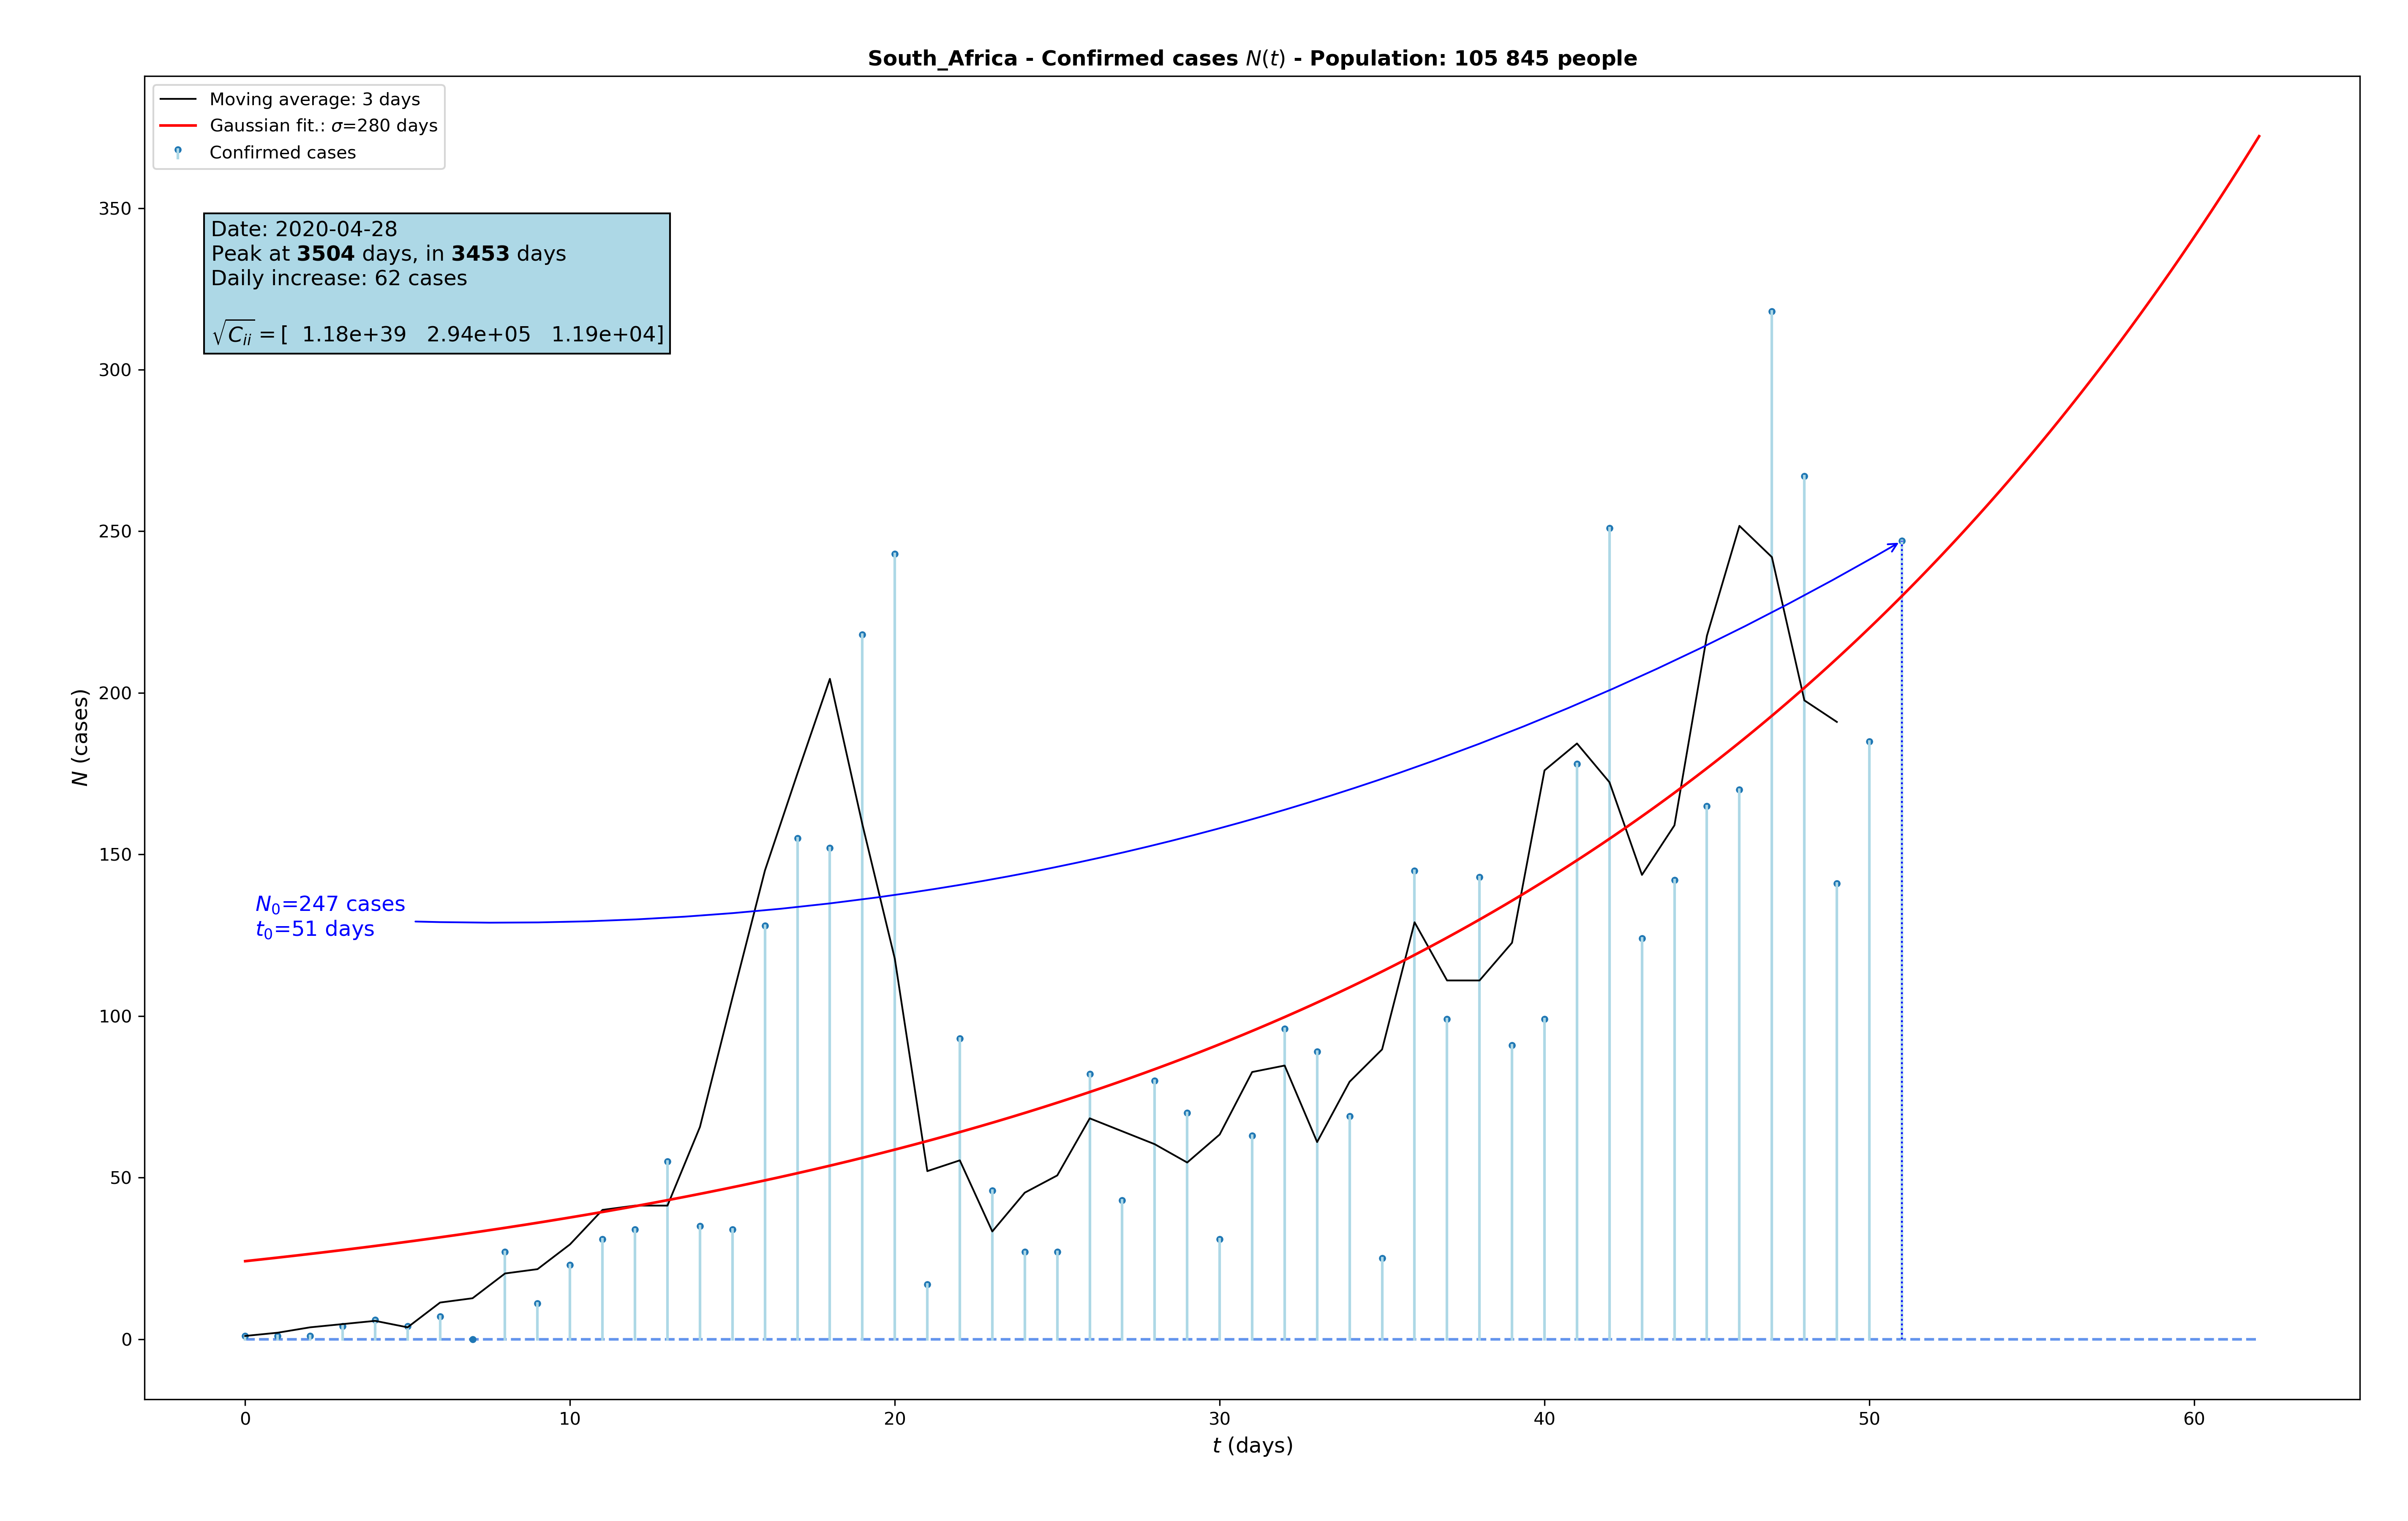 South_Africa - Confirmed cases N(t) - Population: 105 845 people
Moving average: 3 days
Gaussian fit.: σ=280 days
Confirmed cases
Date: 2020-04-28
Peak at 3504 days, in 3453 days
Daily increase: 62 cases
√C_ii = [ 1.18e+39 2.94e+05 1.19e+04]
N_0=247 cases
t_0=51 days
N (cases)
350
300
250
200
150
100
50
0
0 10 20 30 40 50 60
t (days)